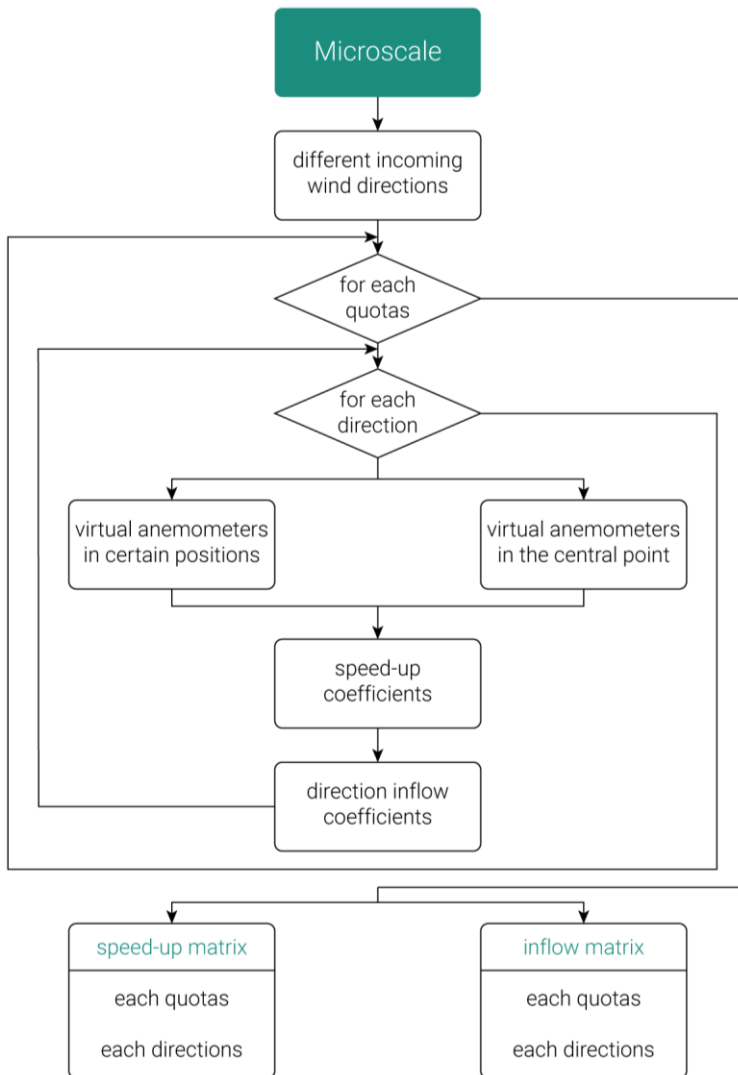 Microscale
different incoming
wind directions
for each
quotas
for each
direction
virtual anemometers
in certain positions
virtual anemometers
in the central point
speed-up
coefficients
direction inflow
coefficients
speed-up matrix
each quotas
each directions
inflow matrix
each quotas
each directions